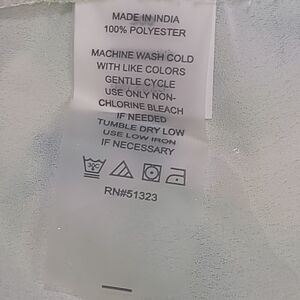 MADE IN INDIA
100% POLYESTER
MACHINE WASH COLD
WITH LIKE COLORS
GENTLE CYCLE
USE ONLY NON-
CHLORINE BLEACH
IF NEEDED
TUMBLE DRY LOW
USE LOW IRON
IF NECESSARY
30C
RN#51323